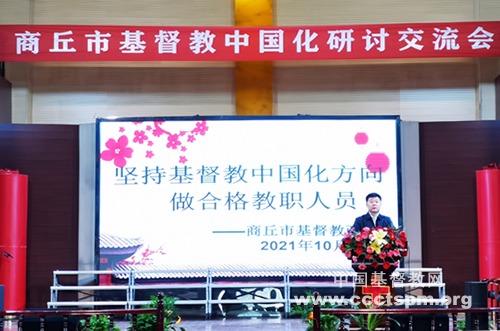 商丘市基督教中国化研讨交流会
坚持基督教中国化方向
做合格教职人员
——商丘市基督教
2021年10月
中国基督教网
www.ccctspm.org